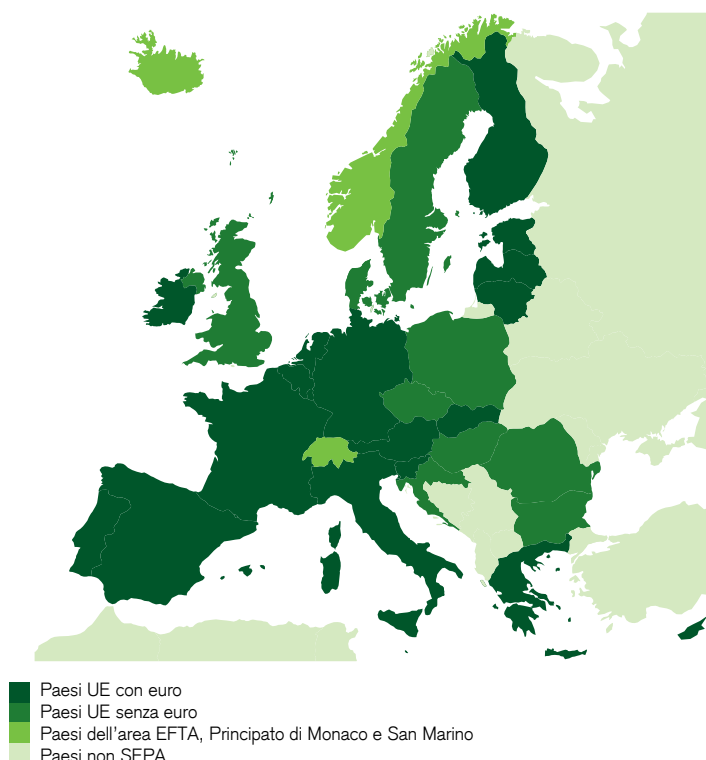 Paesi UE con euro
Paesi UE senza euro
Paesi dell'area EFTA, Principato di Monaco e San Marino
Paesi non SEPA